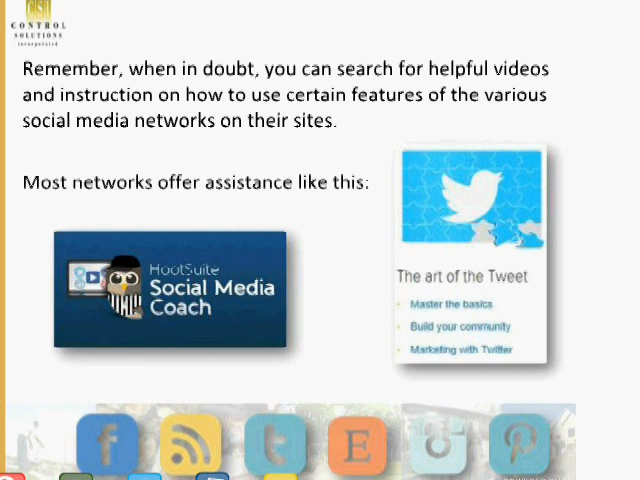 CSI
CONTROL
SOLUTIONS
incorporated
Remember, when in doubt, you can search for helpful videos
and instruction on how to use certain features of the various
social media networks on their sites.
Most networks offer assistance like this:
HootSuite
Social Media
Coach
The art of the Tweet
Master the basics
Build your community
Marketing with Twitter
f
t
E